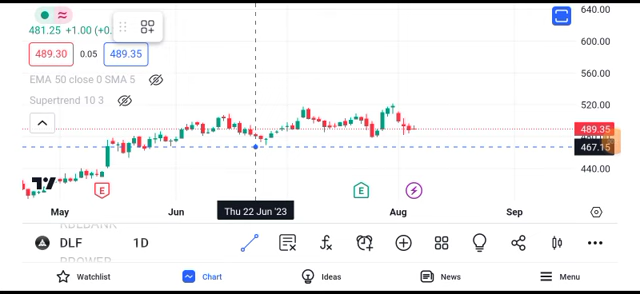 481.25 +1.00 (+0.
489.30 0.05 489.35
EMA 50 close 0 SMA 5
Supertrend 10 3
640.00
600.00
560.00
520.00
489.35
467.15
440.00
E
E
May Jun Thu 22 Jun '23 Aug Sep
DLF 1D
Watchlist Chart Ideas News Menu